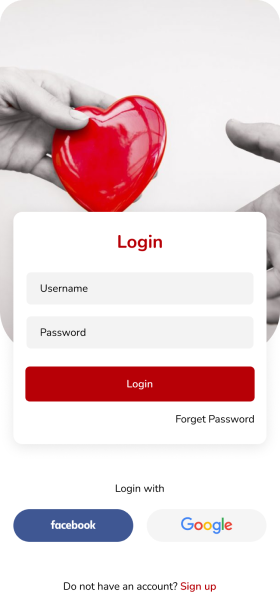 Login
Username
Password
Login
Forget Password
Login with
facebook
Google
Do not have an account? Sign up